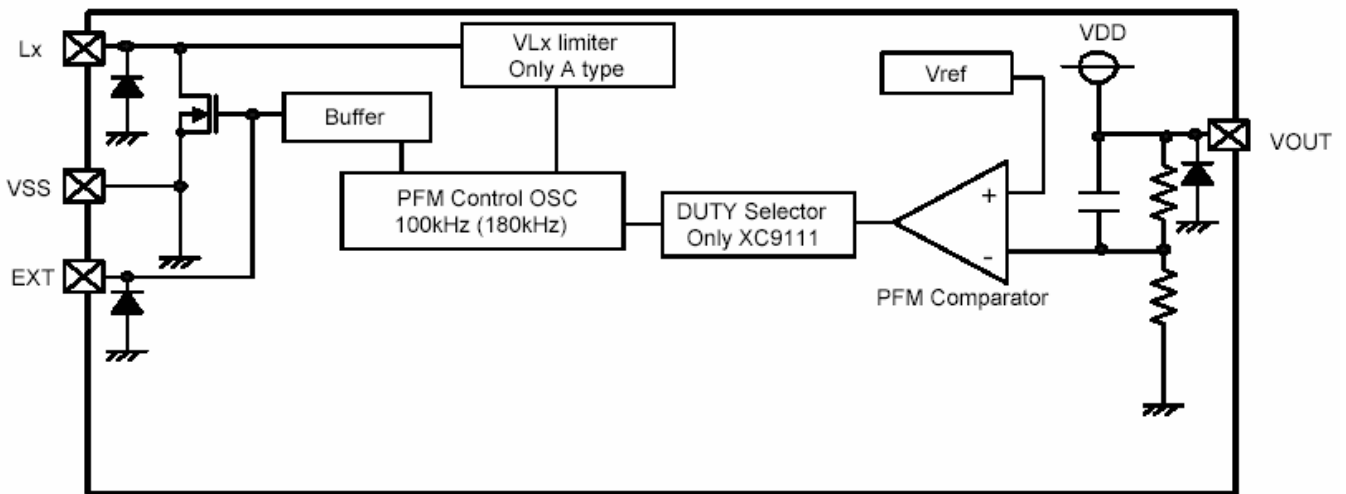 Lx
VLx limiter
Only A type
VDD
Vref
Buffer
VOUT
VSS
PFM Control OSC
100kHz (180kHz)
DUTY Selector
Only XC9111
+
-
EXT
PFM Comparator